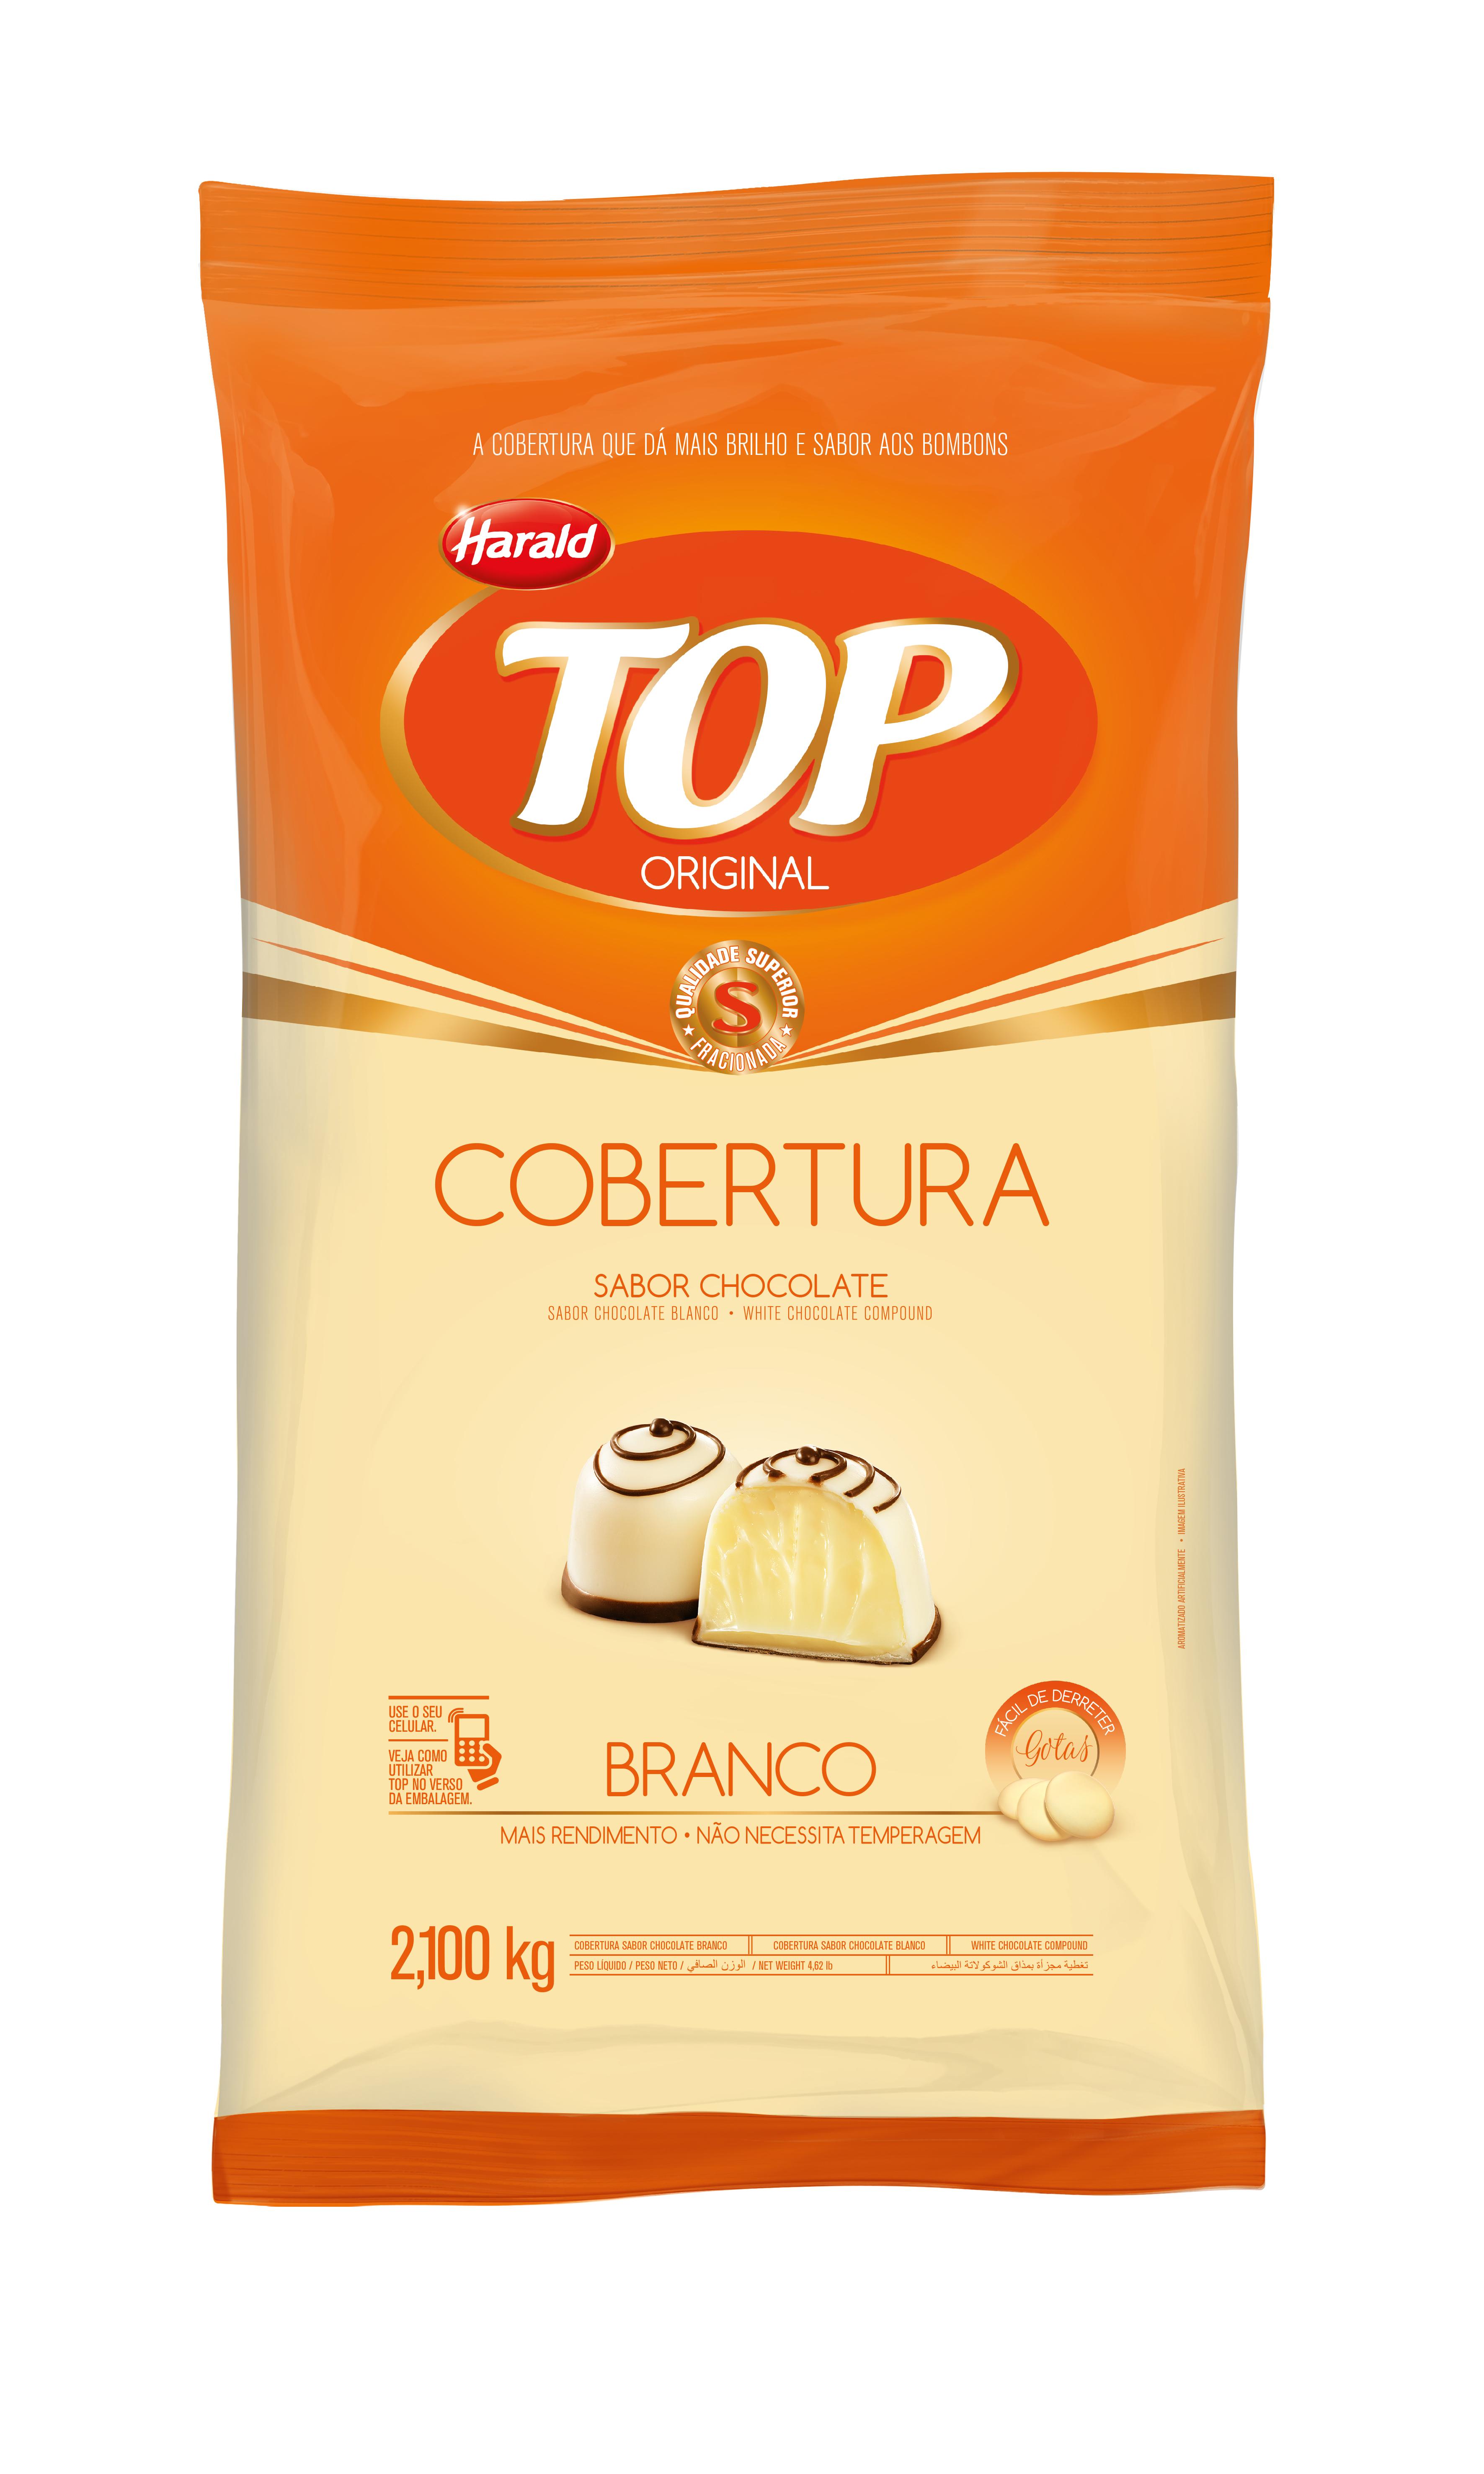 A COBERTURA QUE DÁ MAIS BRILHO E SABOR AOS BOMBONS
Harald
TOP
ORIGINAL
QUALIDADE SUPERIOR
S
FRACIONADA
COBERTURA
SABOR CHOCOLATE
SABOR CHOCOLATE BLANCO • WHITE CHOCOLATE COMPOUND
AROMATIZADO ARTIFICIALMENTE • IMAGEM ILUSTRATIVA
USE O SEU
CELULAR.
VEJA COMO
UTILIZAR
TOP NO VERSO
DA EMBALAGEM.
BRANCO
FÁCIL DE DERRETER
Gotas
MAIS RENDIMENTO • NÃO NECESSITA TEMPERAGEM
2,100 kg
COBERTURA SABOR CHOCOLATE BRANCO COBERTURA SABOR CHOCOLATE BLANCO WHITE CHOCOLATE COMPOUND
PESO LÍQUIDO / PESO NETO / الوزن الصافي / NET WEIGHT 4,62 lb تغطية مجزأة بمذاق الشوكولاتة البيضاء